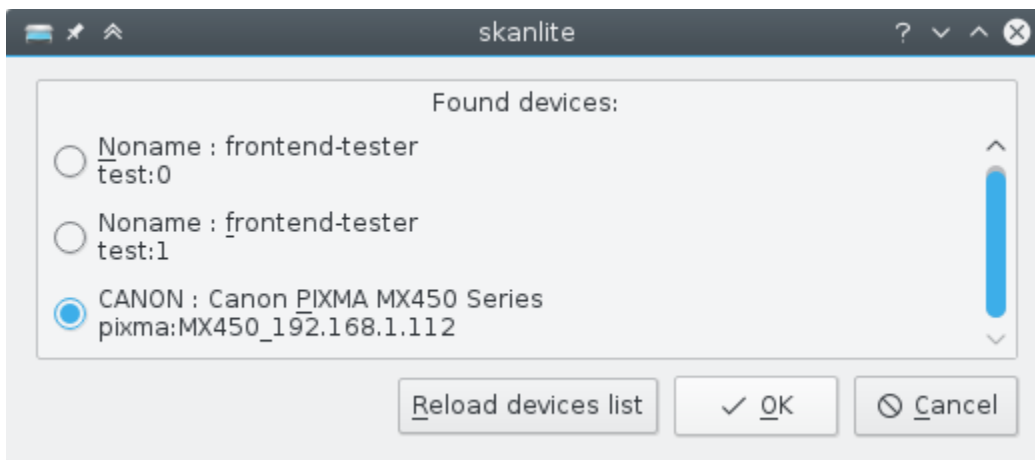 skanlite
Found devices:
Noname : frontend-tester
test:0
Noname : frontend-tester
test:1
CANON : Canon PIXMA MX450 Series
pixma:MX450_192.168.1.112
Reload devices list
OK
Cancel